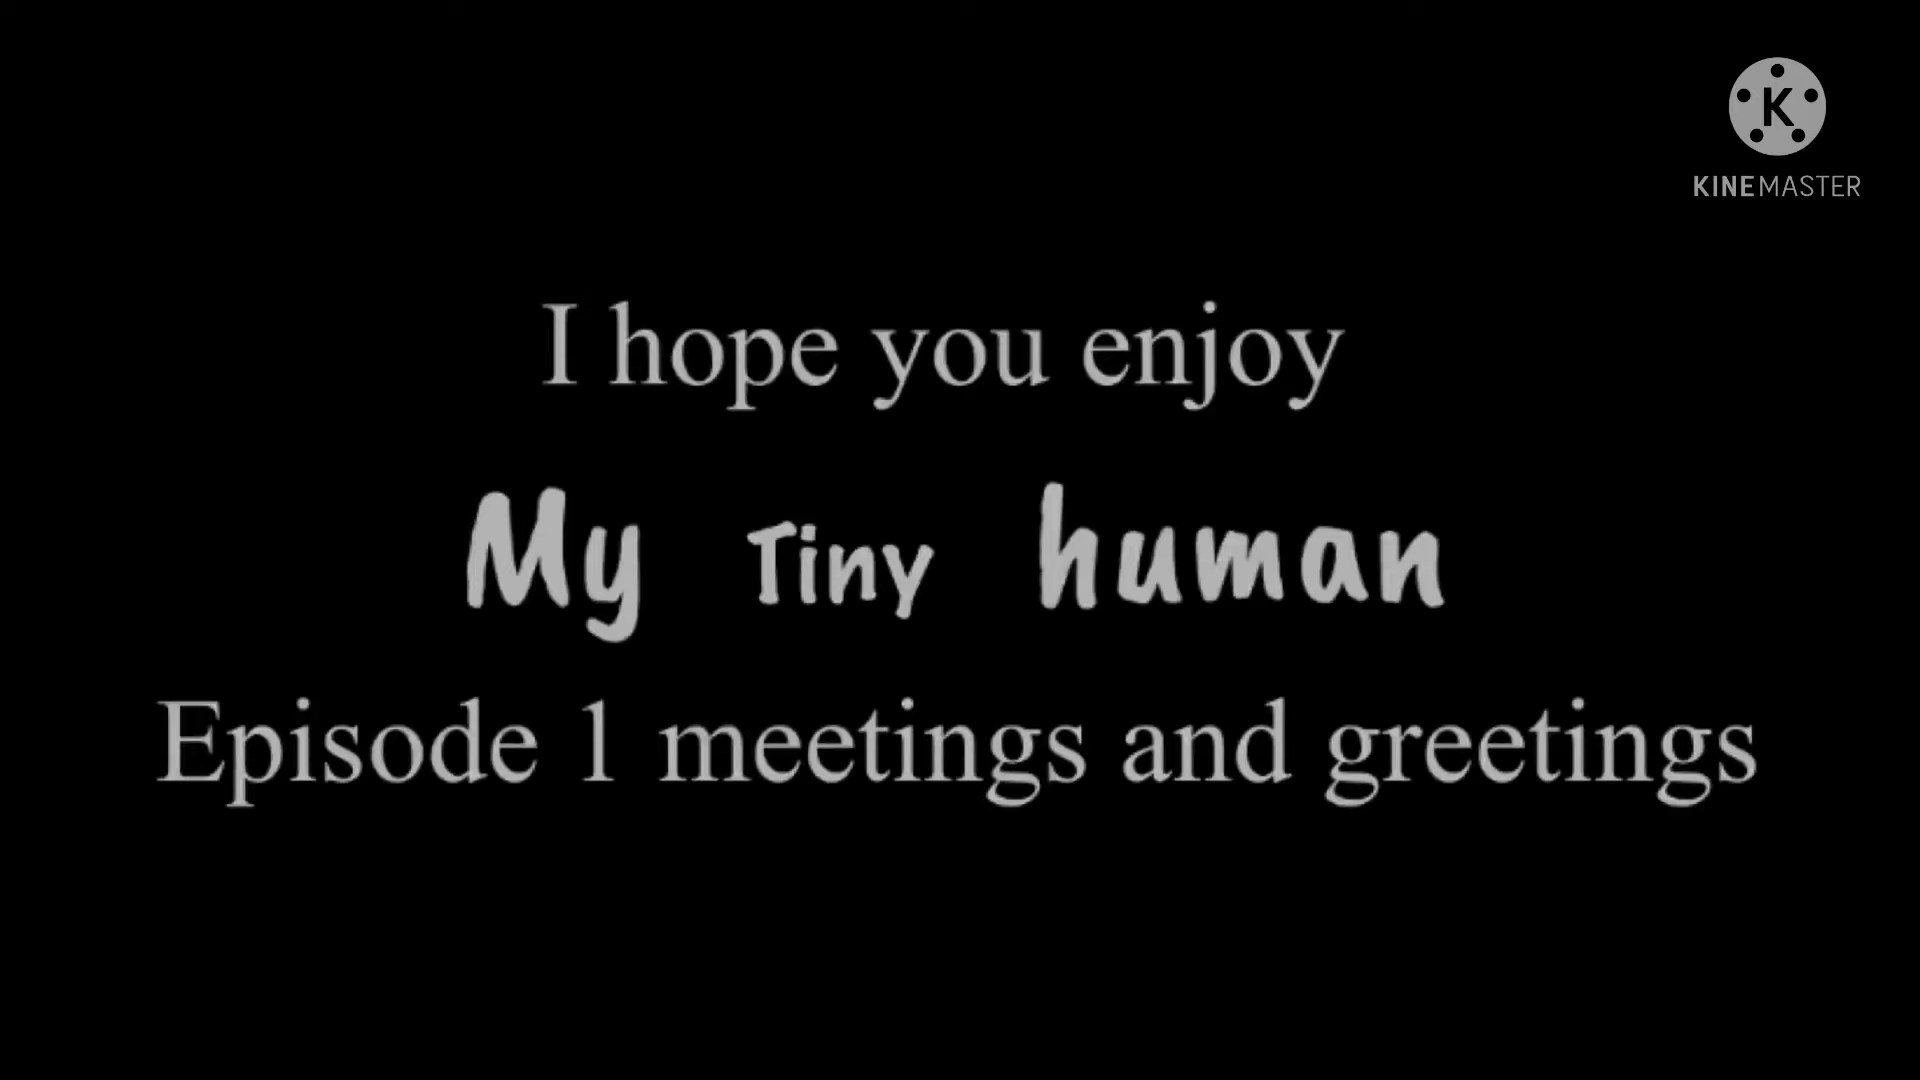 K
KINEMASTER
I hope you enjoy
My Tiny human
Episode 1 meetings and greetings